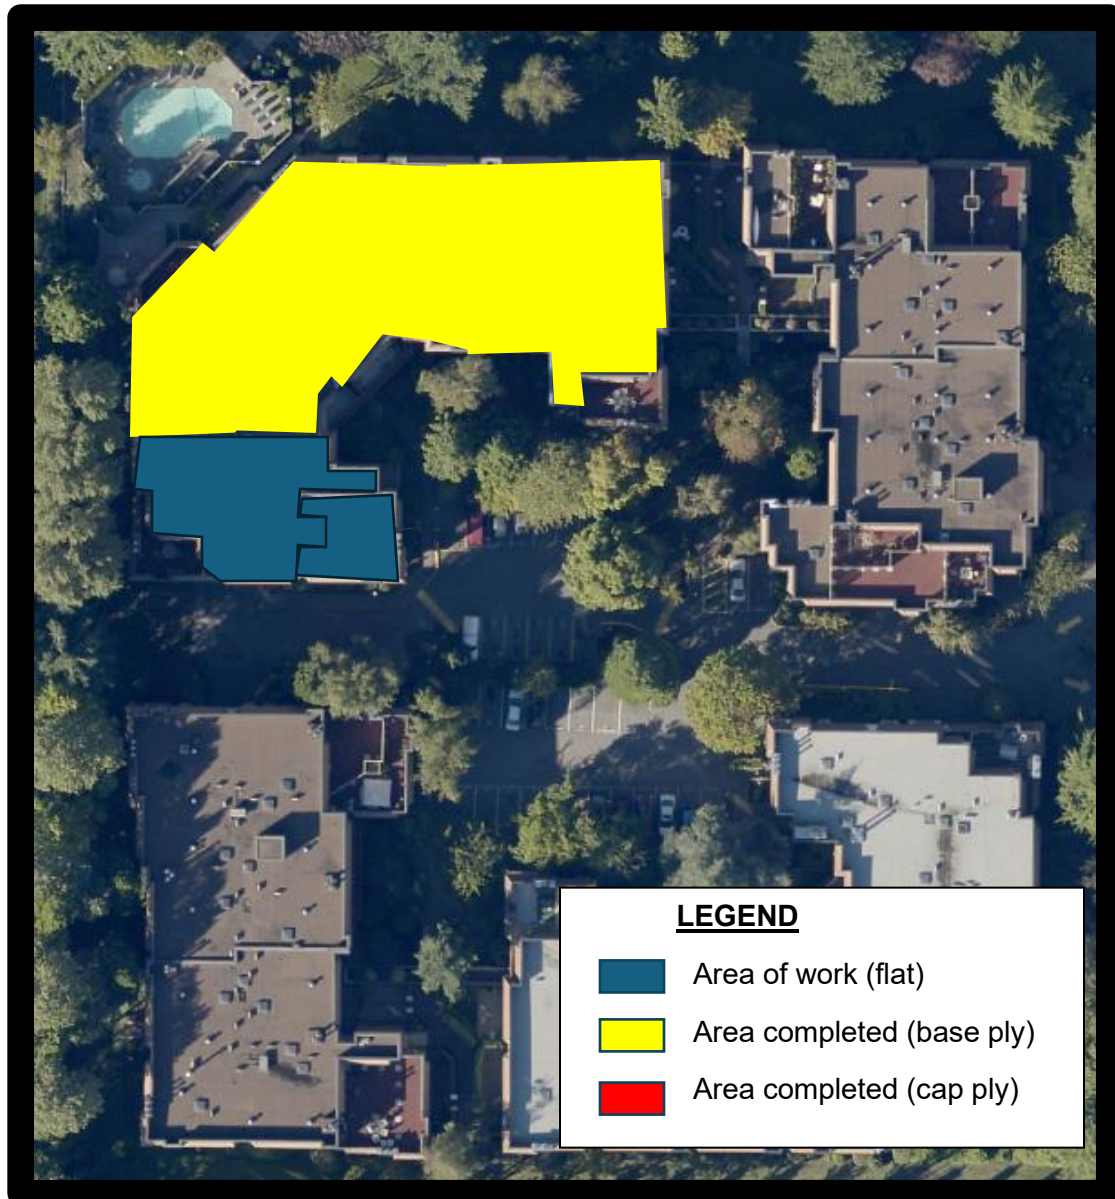 LEGEND
Area of work (flat)
Area completed (base ply)
Area completed (cap ply)